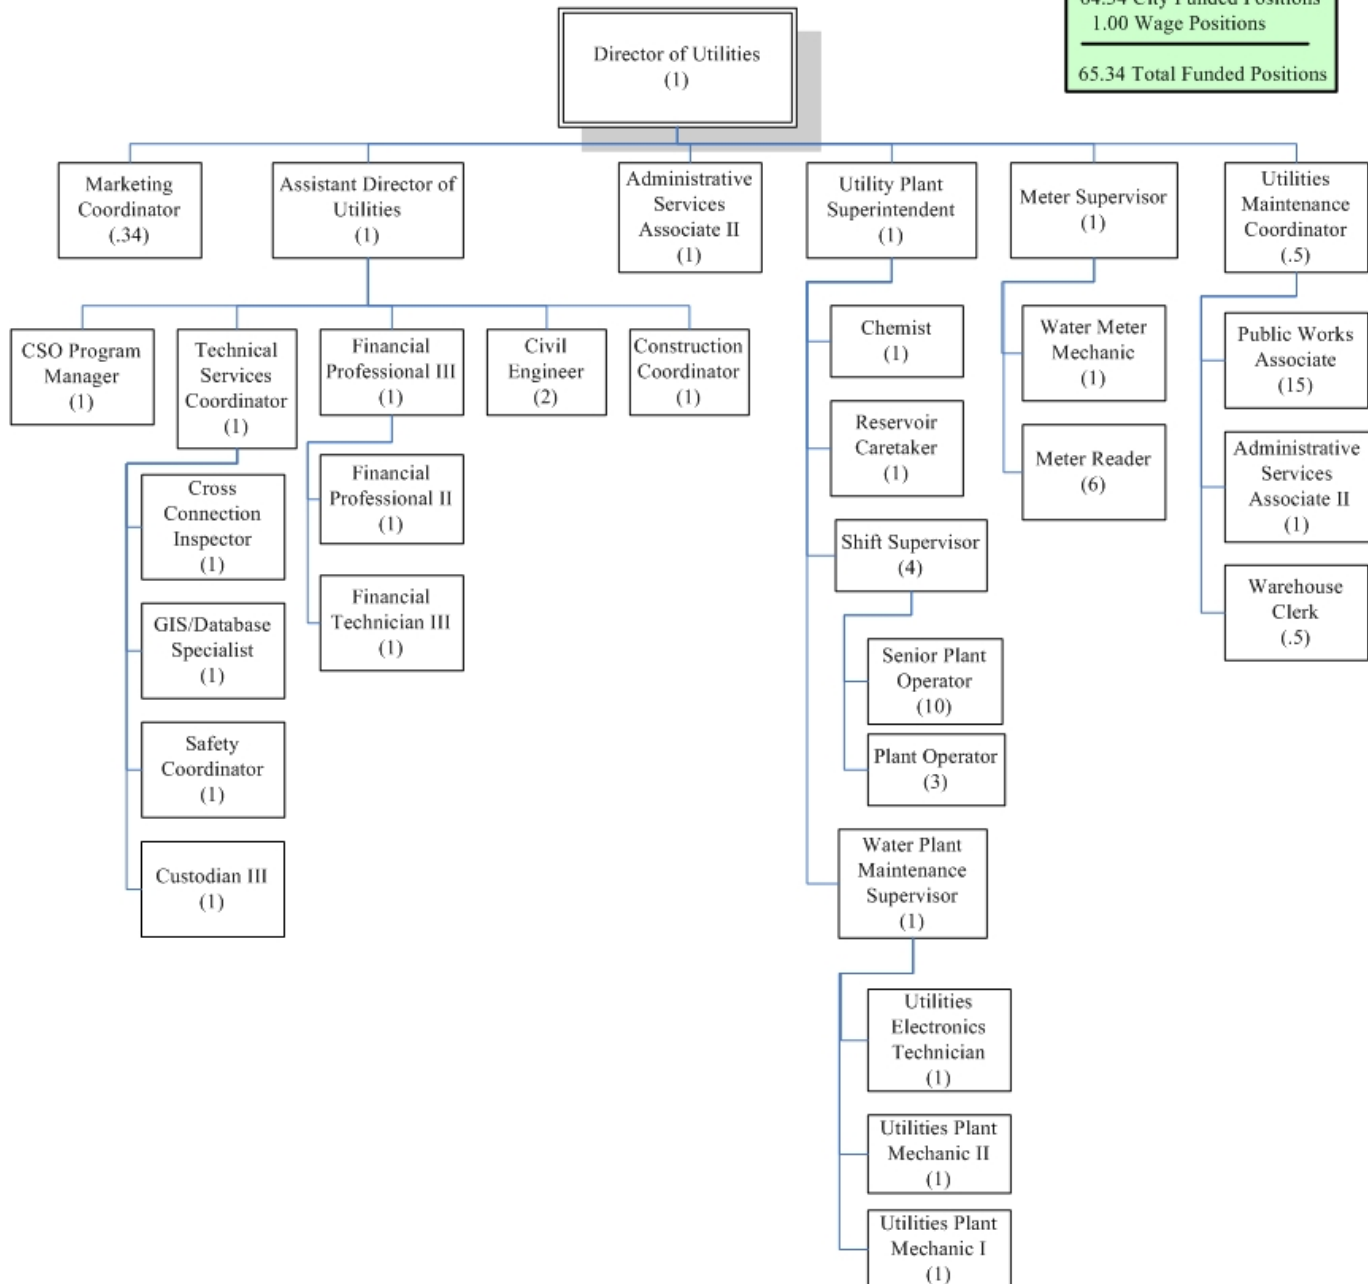 64.34 City Funded Positions
1.00 Wage Positions
65.34 Total Funded Positions
Director of Utilities
(1)
Marketing
Coordinator
(.34)
Assistant Director of
Utilities
(1)
Administrative
Services
Associate II
(1)
Utility Plant
Superintendent
(1)
Meter Supervisor
(1)
Utilities
Maintenance
Coordinator
(.5)
CSO Program
Manager
(1)
Technical
Services
Coordinator
(1)
Financial
Professional III
(1)
Civil
Engineer
(2)
Construction
Coordinator
(1)
Cross
Connection
Inspector
(1)
GIS/Database
Specialist
(1)
Safety
Coordinator
(1)
Custodian III
(1)
Financial
Professional II
(1)
Financial
Technician III
(1)
Chemist
(1)
Reservoir
Caretaker
(1)
Shift Supervisor
(4)
Senior Plant
Operator
(10)
Plant Operator
(3)
Water Plant
Maintenance
Supervisor
(1)
Utilities
Electronics
Technician
(1)
Utilities Plant
Mechanic II
(1)
Utilities Plant
Mechanic I
(1)
Water Meter
Mechanic
(1)
Meter Reader
(6)
Public Works
Associate
(15)
Administrative
Services
Associate II
(1)
Warehouse
Clerk
(.5)